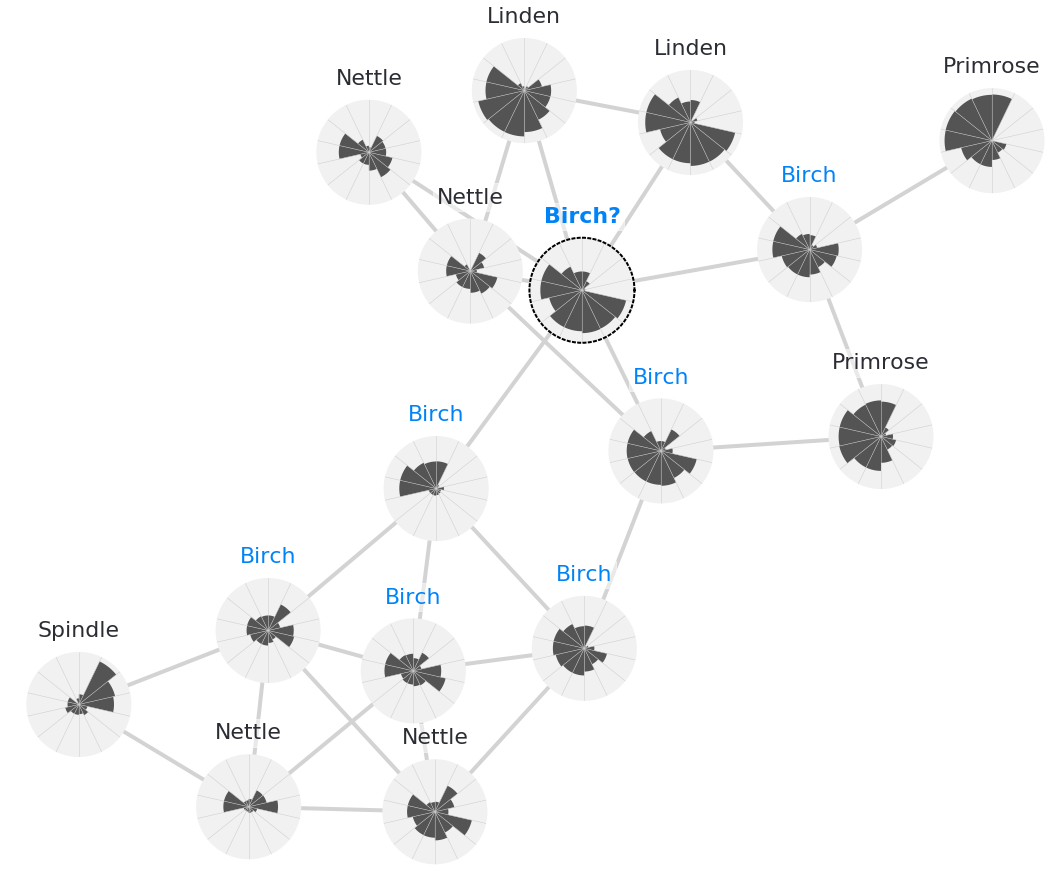 Linden
Linden
Primrose
Nettle
Birch
Nettle
Birch?
Primrose
Birch
Birch
Birch
Birch
Birch
Spindle
Nettle
Nettle